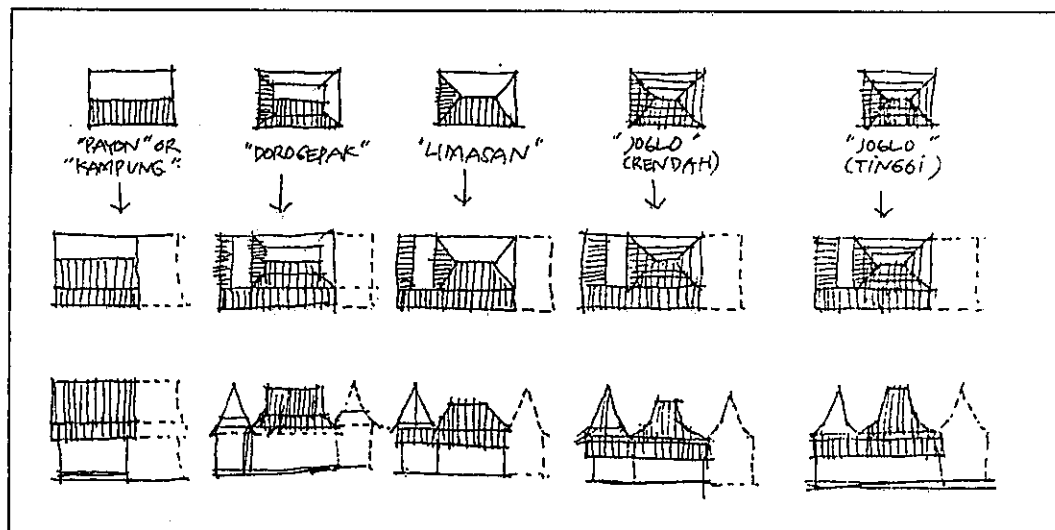 "PAYON" OR
"KAMPUNG".
"DOROGEPAK"
"LIMASAN"
"JOGLO"
(RENDAH)
"JOGLO"
(TINGGI)